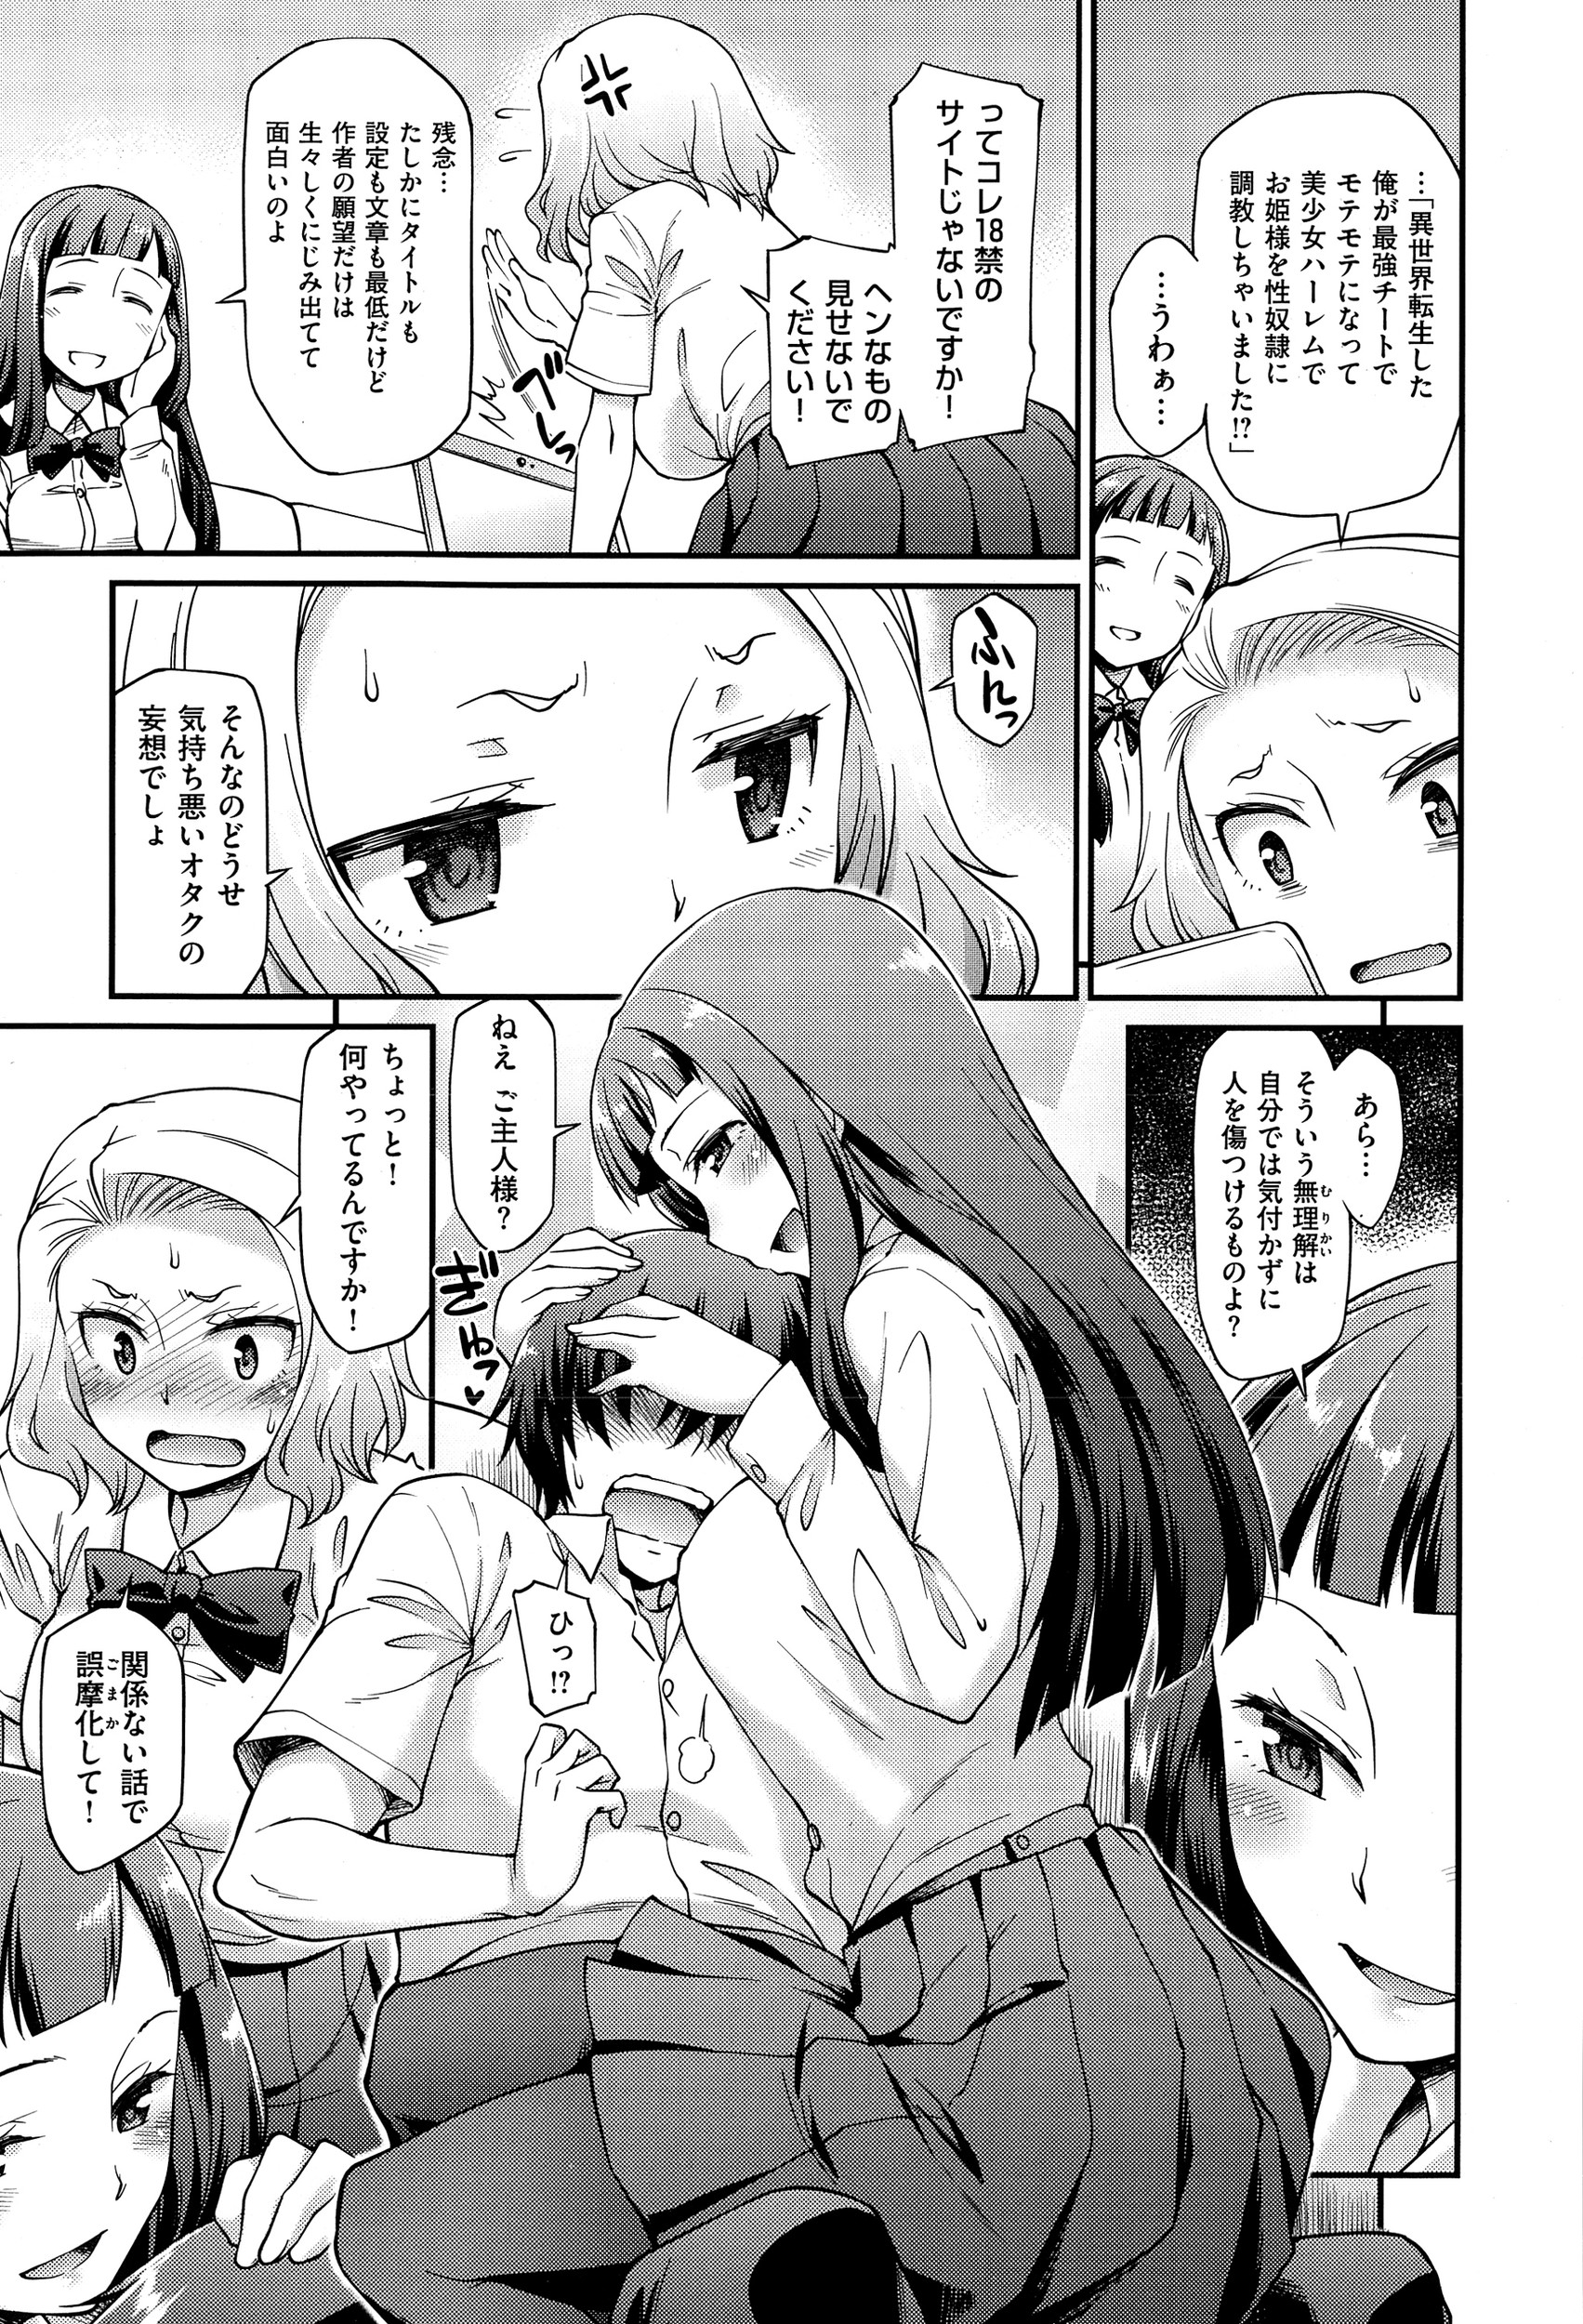 …「異世界転生した
俺が最強チートで
モテモテになって
美少女ハーレムで
お姫様を性奴隷に
調教しちゃいました!?」
…うわぁ…
ってコレ18禁の
サイトじゃないですか!
ヘンなもの
見せないで
ください!
ベしっ
残念…
たしかにタイトルも
設定も文章も最低だけど
作者の願望だけは
生々しくにじみ出てて
面白いのよ
ふんっ
そんなのどうせ
気持ち悪いオタクの
妄想でしょ
あら…
そういう無理解は
むりかい
自分では気付かずに
人を傷つけるものよ?
ねえ ご主人様?
ぎゅっ♥
ひっ!?
ちょっと!
何やってるんですか!
関係ない話で
誤摩化して!
ごまか